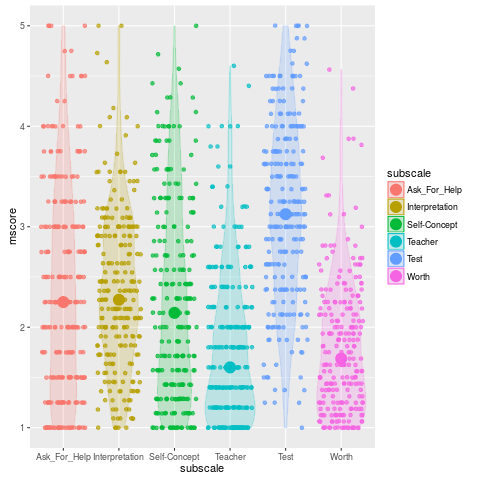 5
4
3
2
1
mscore
Ask_For_Help Interpretation Self-Concept Teacher Test Worth
subscale
subscale
Ask_For_Help
Interpretation
Self-Concept
Teacher
Test
Worth